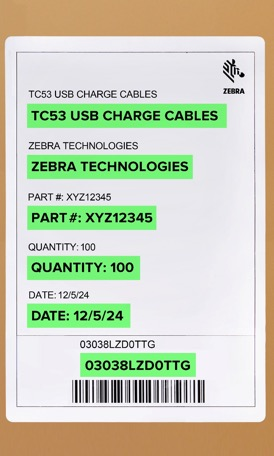 ZEBRA
TC53 USB CHARGE CABLES
TC53 USB CHARGE CABLES
ZEBRA TECHNOLOGIES
ZEBRA TECHNOLOGIES
PART #: XYZ12345
PART #: XYZ12345
QUANTITY: 100
QUANTITY: 100
DATE: 12/5/24
DATE: 12/5/24
03038LZD0TTG
03038LZD0TTG